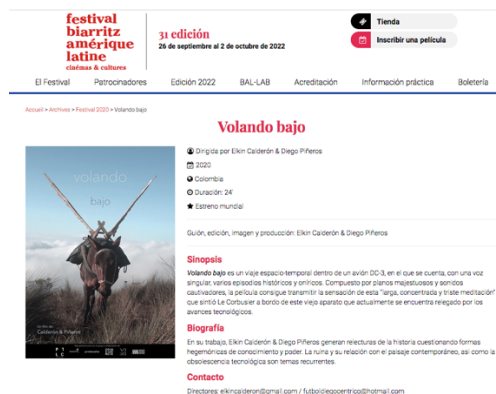 festival
biarritz
amérique
latine
cinémas & cultures
31 edición
26 de septiembre al 2 de octubre de 2022
Tienda
Inscribir una película
El Festival Patrocinadores Edición 2022 BAL-LAB Acreditación Información práctica Boletería
Accueil » Archives » Festival 2020 » Volando bajo
Volando bajo
volando
bajo
Calderón & Piñeros
Dirigida por Elkin Calderón & Diego Piñeros
2020
Colombia
Duración: 24'
Estreno mundial
Guión, edición, imagen y producción: Elkin Calderón & Diego Piñeros
Sinopsis
Volando bajo es un viaje espacio-temporal dentro de un avión DC-3, en el que se cuenta, con una voz
singular, varios episodios históricos y oníricos. Compuesto por planos majestuosos y sonidos
cautivadores, la película consigue transmitir la sensación de esta "larga, concentrada y triste meditación"
que sintió Le Corbusier a bordo de este viejo aparato que actualmente se encuentra relegado por los
avances tecnológicos.
Biografía
En su trabajo, Elkin Calderón & Diego Piñeros generan relecturas de la historia cuestionando formas
hegemónicas de conocimiento y poder. La ruina y su relación con el paisaje contemporáneo, así como la
obsolescencia tecnológica son temas recurrentes.
Contacto
Directores: elkincalderon@gmail.com / futboldiegocentrico@hotmail.com